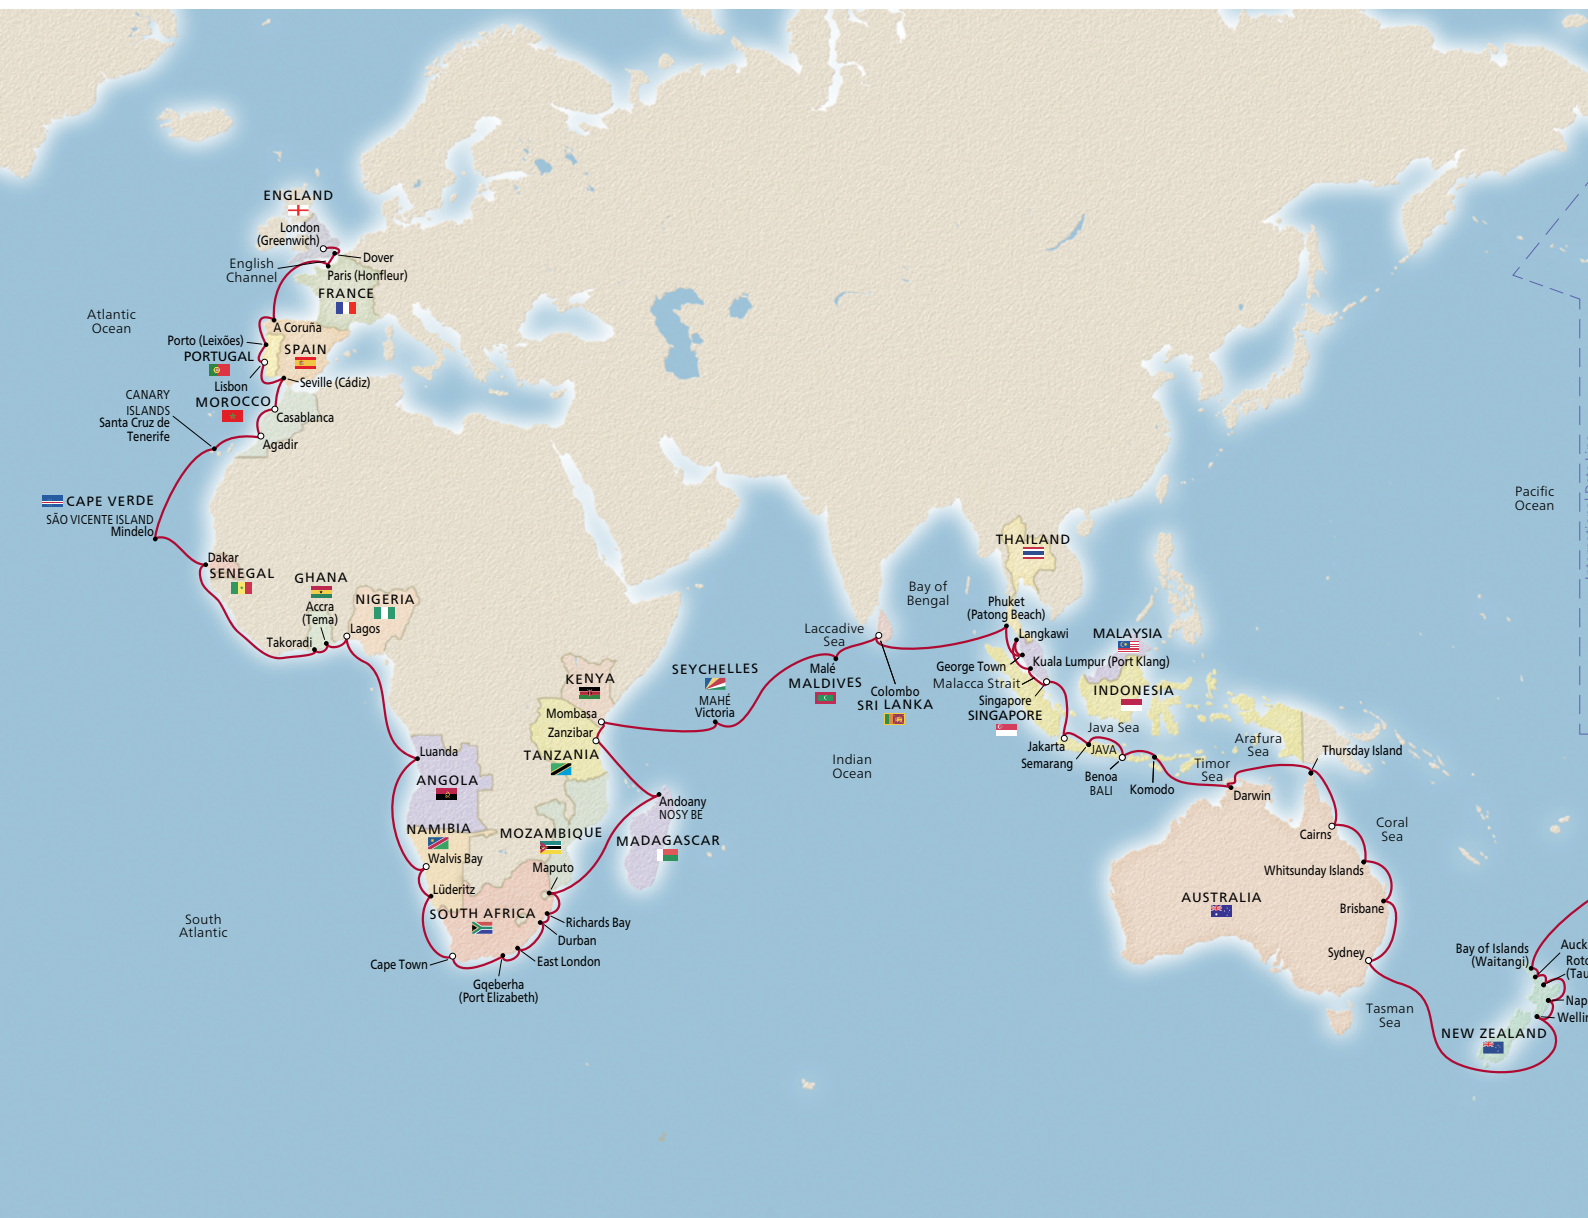 ENGLAND
London
(Greenwich)
Dover
English
Channel
Paris (Honfleur)
FRANCE
Atlantic
Ocean
A Coruña
Porto (Leixões)
PORTUGAL
SPAIN
Lisbon
Seville (Cádiz)
CANARY
ISLANDS
Santa Cruz de
Tenerife
MOROCCO
Casablanca
Agadir
CAPE VERDE
SÃO VICENTE ISLAND
Mindelo
Dakar
SENEGAL
GHANA
Accra
(Tema)
Takoradi
NIGERIA
Lagos
Luanda
ANGOLA
NAMIBIA
Walvis Bay
Lüderitz
SOUTH AFRICA
Cape Town
Gqeberha
(Port Elizabeth)
East London
Durban
Richards Bay
Maputo
MOZAMBIQUE
South
Atlantic
KENYA
Mombasa
Zanzibar
TANZANIA
Andoany
NOSY BE
MADAGASCAR
SEYCHELLES
MAHÉ
Victoria
Laccadive
Sea
Malé
MALDIVES
Colombo
SRI LANKA
Bay of
Bengal
Indian
Ocean
THAILAND
Phuket
(Patong Beach)
Langkawi
George Town
Kuala Lumpur (Port Klang)
Malacca Strait
MALAYSIA
Singapore
SINGAPORE
INDONESIA
Java Sea
Jakarta
Semarang
JAVA
Benoa
BALI
Komodo
Timor
Sea
Arafura
Sea
Darwin
Thursday Island
Cairns
Coral
Sea
Whitsunday Islands
AUSTRALIA
Brisbane
Sydney
Tasman
Sea
Pacific
Ocean
Bay of Islands
(Waitangi)
Auck
Roto
(Tau
Nap
Wellin
NEW ZEALAND